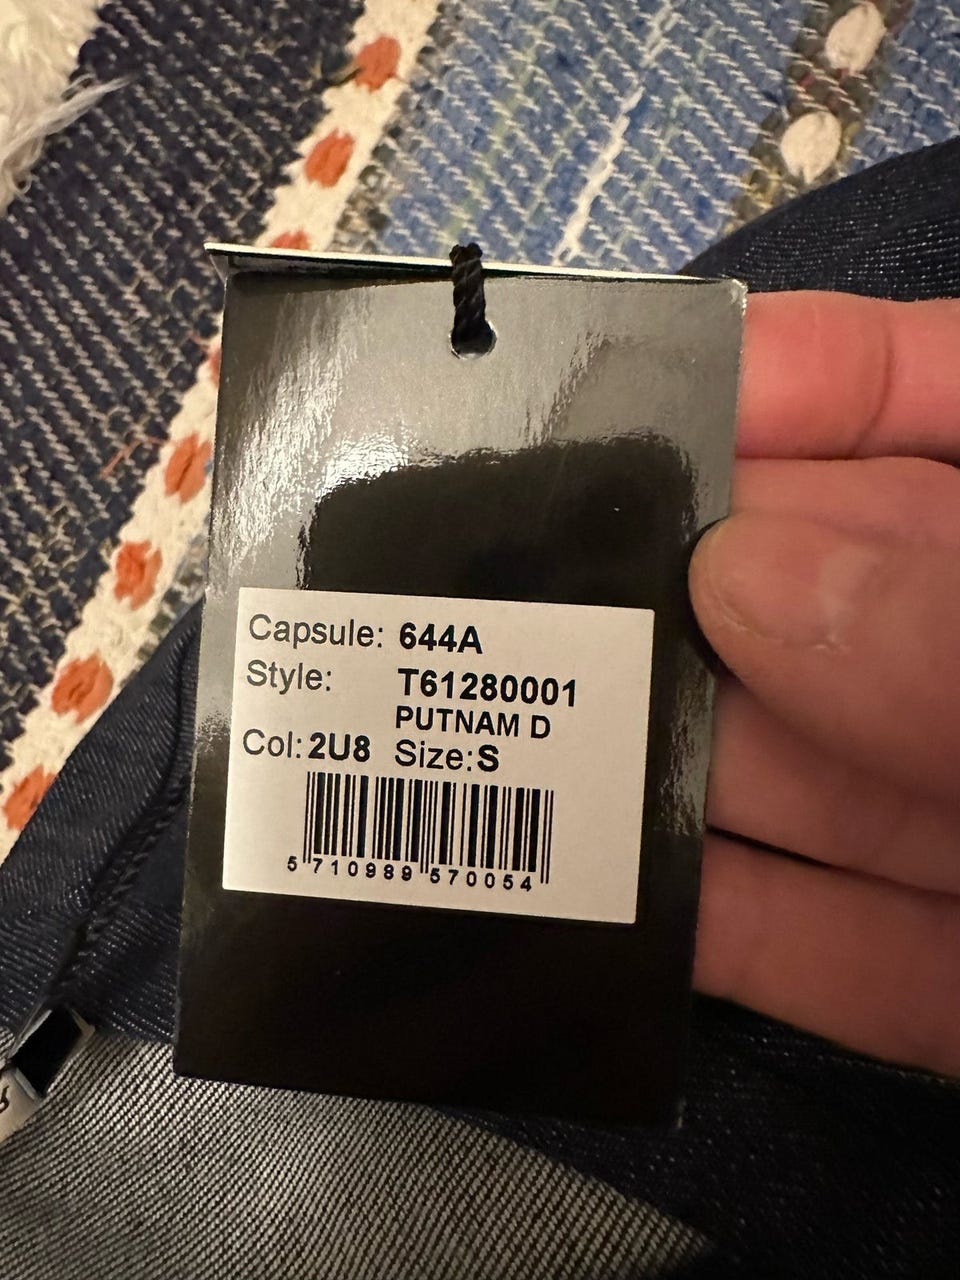 Capsule: 644A
Style: T61280001
PUTNAM D
Col: 2U8 Size: S
5 710989 570054